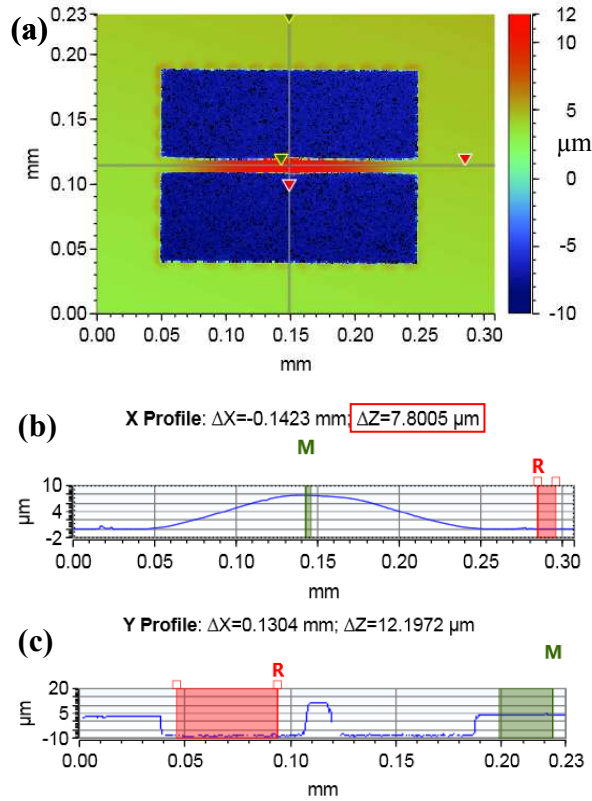 (a)
0.23
0.20
0.15
0.10
0.05
0.00
mm
0.00 0.05 0.10 0.15 0.20 0.25 0.30
mm
12
10
5
0
-5
-10
μm
(b)
X Profile: ΔX=-0.1423 mm; ΔZ=7.8005 μm
M
R
10
4
-2
μm
0.00 0.05 0.10 0.15 0.20 0.25 0.30
mm
(c)
Y Profile: ΔX=0.1304 mm; ΔZ=12.1972 μm
R
M
20
5
-10
μm
0.00 0.05 0.10 0.15 0.20 0.23
mm